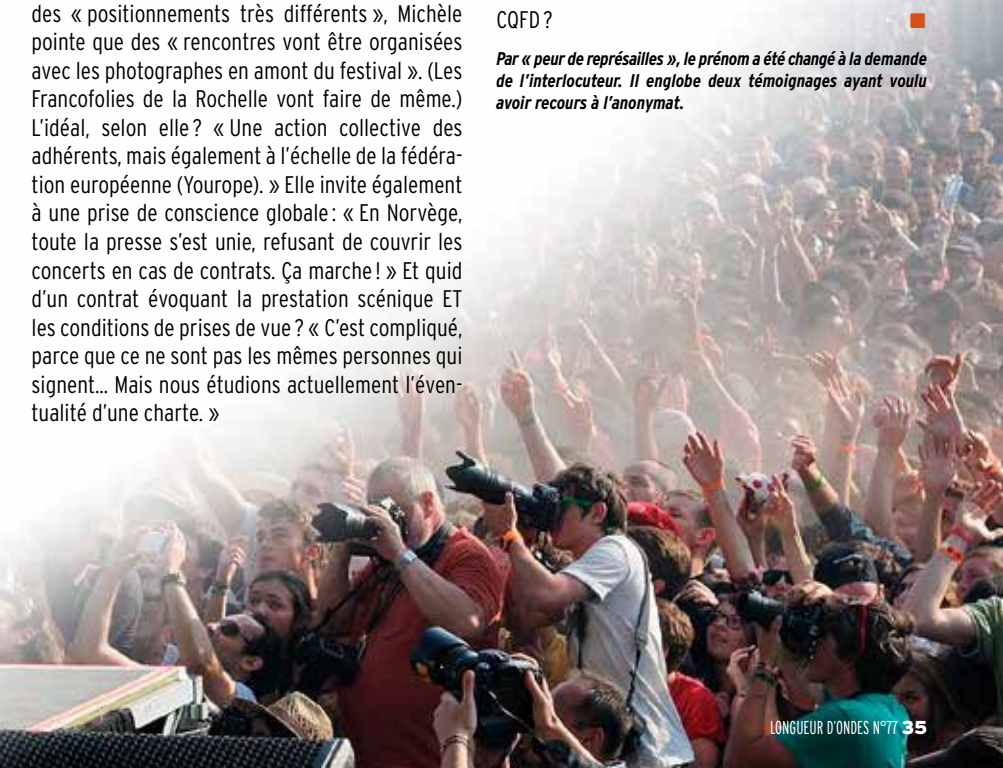 des « positionnements très différents », Michèle
pointe que des « rencontres vont être organisées
avec les photographes en amont du festival ». (Les
Francofolies de la Rochelle vont faire de même.)
L'idéal, selon elle ? « Une action collective des
adhérents, mais également à l'échelle de la fédéra-
tion européenne (Yourope). » Elle invite également
à une prise de conscience globale : « En Norvège,
toute la presse s'est unie, refusant de couvrir les
concerts en cas de contrats. Ça marche ! » Et quid
d'un contrat évoquant la prestation scénique ET
les conditions de prises de vue ? « C'est compliqué,
parce que ce ne sont pas les mêmes personnes qui
signent... Mais nous étudions actuellement l'éven-
tualité d'une charte. »
CQFD ?
Par « peur de représailles », le prénom a été changé à la demande
de l'interlocuteur. Il englobe deux témoignages ayant voulu
avoir recours à l'anonymat.
LONGUEUR D'ONDES N°77 35